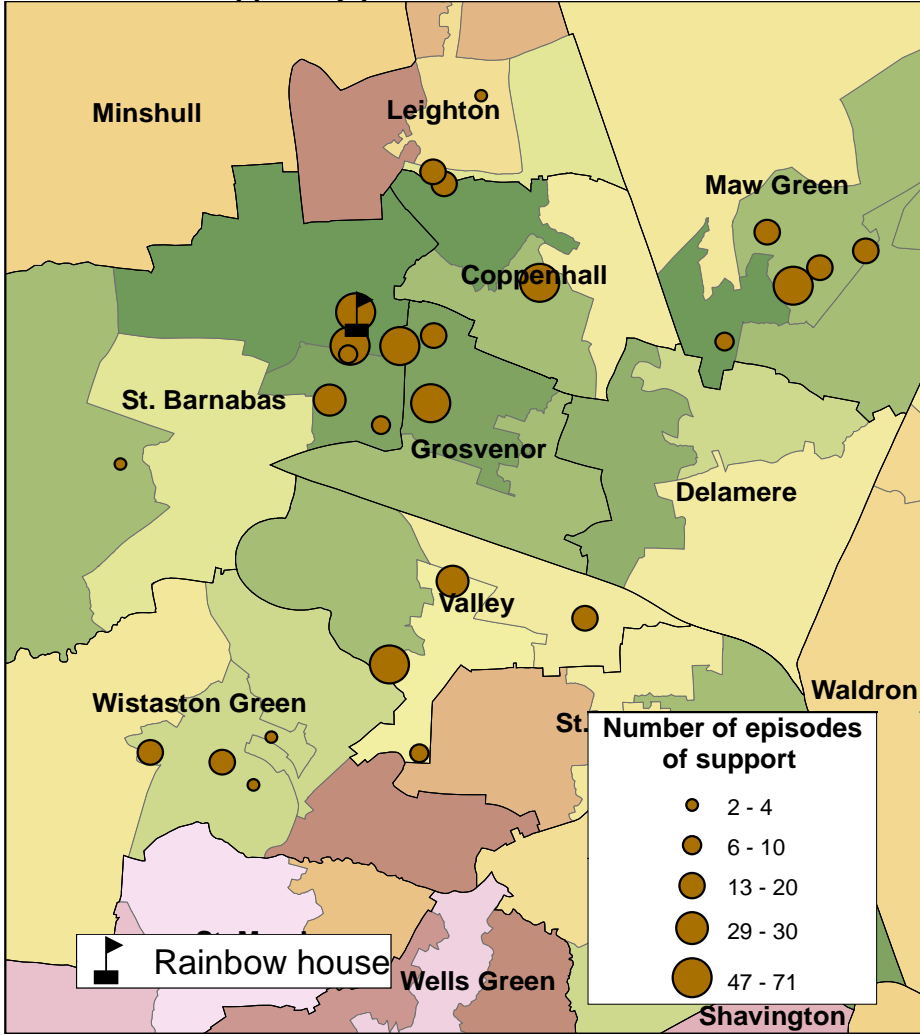 Minshull
Leighton
Maw Green
Coppenhall
St. Barnabas
Grosvenor
Delamere
Valley
Wistaston Green
Waldron
St.
Number of episodes
of support
2 - 4
6 - 10
13 - 20
29 - 30
47 - 71
Rainbow house
Wells Green
Shavington